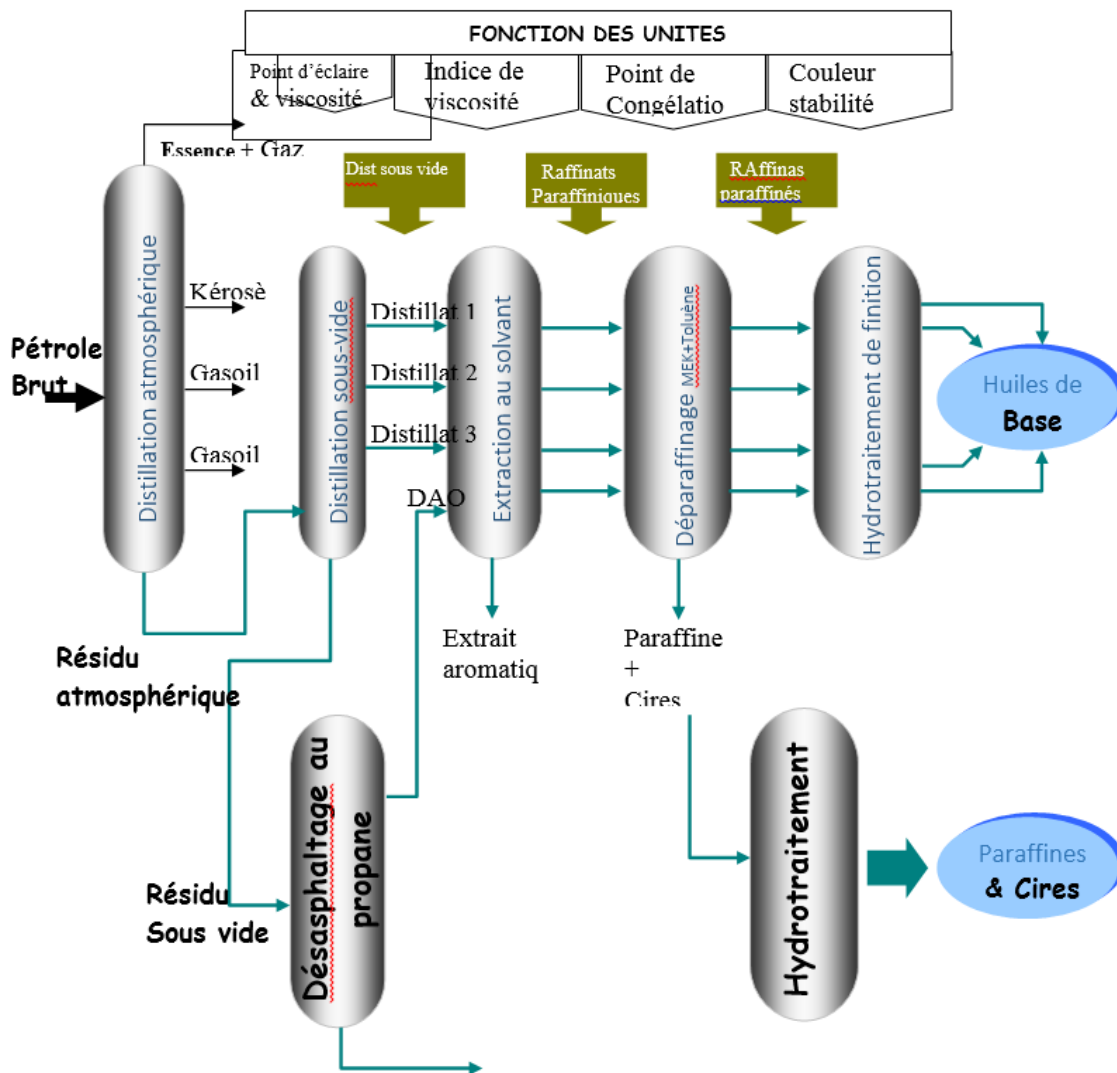 FONCTION DES UNITES
Point d'éclaire
& viscosité
Indice de
viscosité
Point de
Congélatio
Couleur
stabilité
Essence + Gaz
Dist sous vide
Raffinats
Paraffiniques
RAffinas
paraffinés
Pétrole
Brut
Distillation atmosphérique
Kérosè
Gasoil
Gasoil
Distillation sous-vide
Distillat 1
Distillat 2
Distillat 3
DAO
Extraction au solvant
Déparaffinage MEK+Toluène
Hydrotraitement de finition
Huiles de
Base
Résidu
atmosphérique
Extrait
aromatiq
Paraffine
+
Cires
Résidu
Sous vide
Désasphaltage au
propane
Hydrotraitement
Paraffines
& Cires